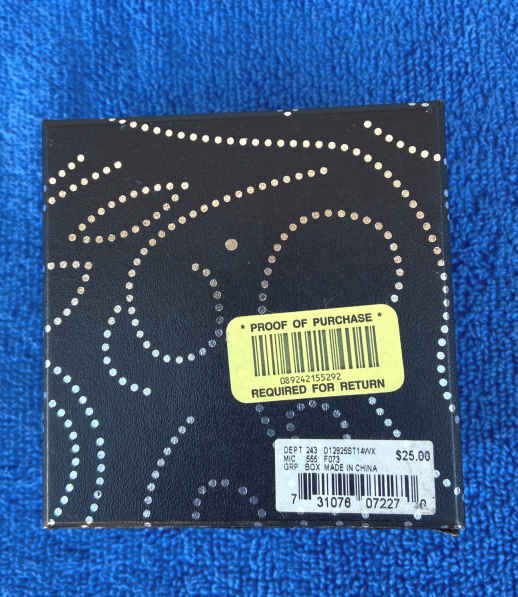 * PROOF OF PURCHASE *
089242155292
REQUIRED FOR RETURN
DEPT 243 D12925ST14WX
MIC 555 F073 $25.00
GRP BOX MADE IN CHINA
7 31076 07227